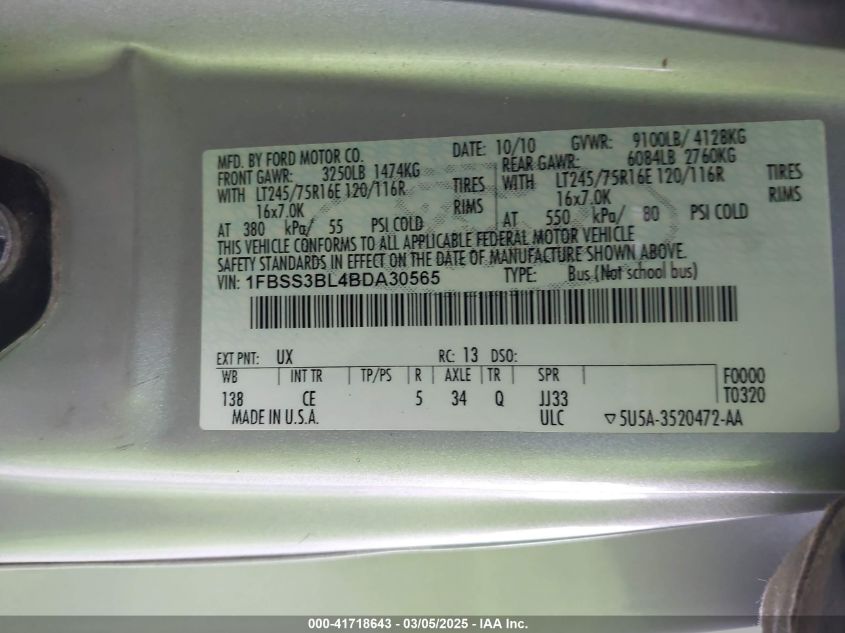 MFD. BY FORD MOTOR CO. DATE: 10/10 GVWR: 9100LB/ 4128KG
FRONT GAWR: 3250LB 1474KG REAR GAWR: 6084LB 2760KG
WITH LT245/75R16E 120/116R TIRES WITH LT245/75R16E 120/116R TIRES
16x7.0K RIMS 16x7.0K RIMS
AT 380 kPa/ 55 PSI COLD AT 550 kPa/ 80 PSI COLD
THIS VEHICLE CONFORMS TO ALL APPLICABLE FEDERAL MOTOR VEHICLE
SAFETY STANDARDS IN EFFECT ON THE DATE OF MANUFACTURE SHOWN ABOVE.
VIN: 1FBSS3BL4BDA30565 TYPE: Bus (Not school bus)
EXT PNT: UX RC: 13 DSO:
WB INT TR TP/PS R AXLE TR SPR F0000
138 CE 5 34 Q JJ33 T0320
MADE IN U.S.A. ULC ▽5U5A-3520472-AA
000-41718643 - 03/05/2025 - IAA Inc.